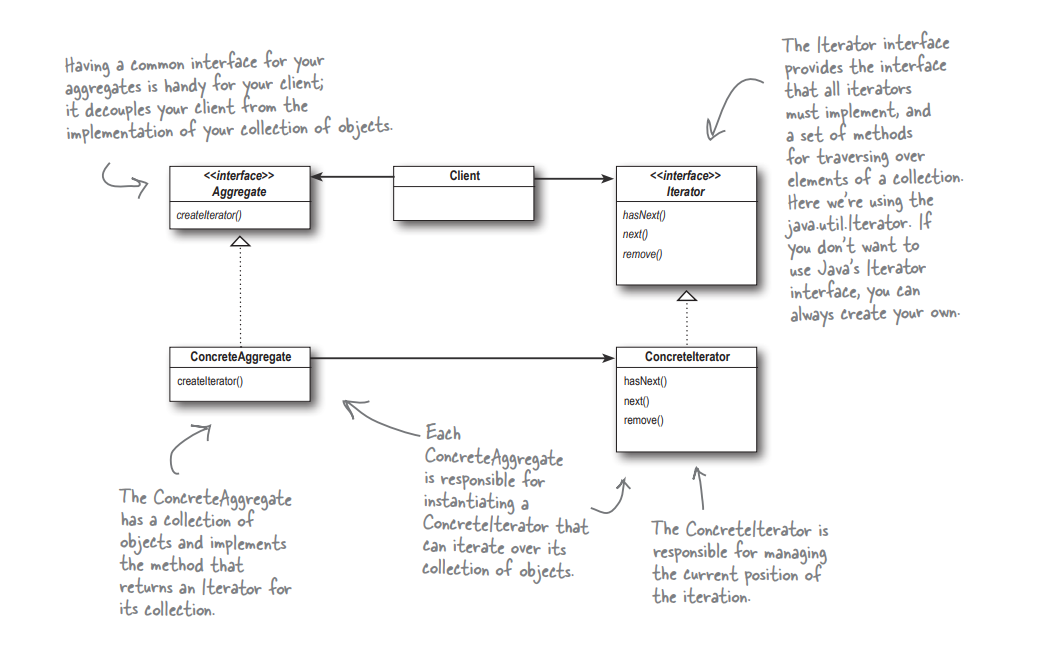 Having a common interface for your
aggregates is handy for your client;
it decouples your client from the
implementation of your collection of objects.
The Iterator interface
provides the interface
that all iterators
must implement, and
a set of methods
for traversing over
elements of a collection.
Here we're using the
java.util.Iterator. If
you don't want to
use Java's Iterator
interface, you can
always create your own.
<<interface>>
Aggregate
createIterator()
Client
<<interface>>
Iterator
hasNext()
next()
remove()
ConcreteAggregate
createIterator()
ConcreteIterator
hasNext()
next()
remove()
The ConcreteAggregate
has a collection of
objects and implements
the method that
returns an Iterator for
its collection.
Each
ConcreteAggregate
is responsible for
instantiating a
ConcreteIterator that
can iterate over its
collection of objects.
The ConcreteIterator is
responsible for managing
the current position of
the iteration.